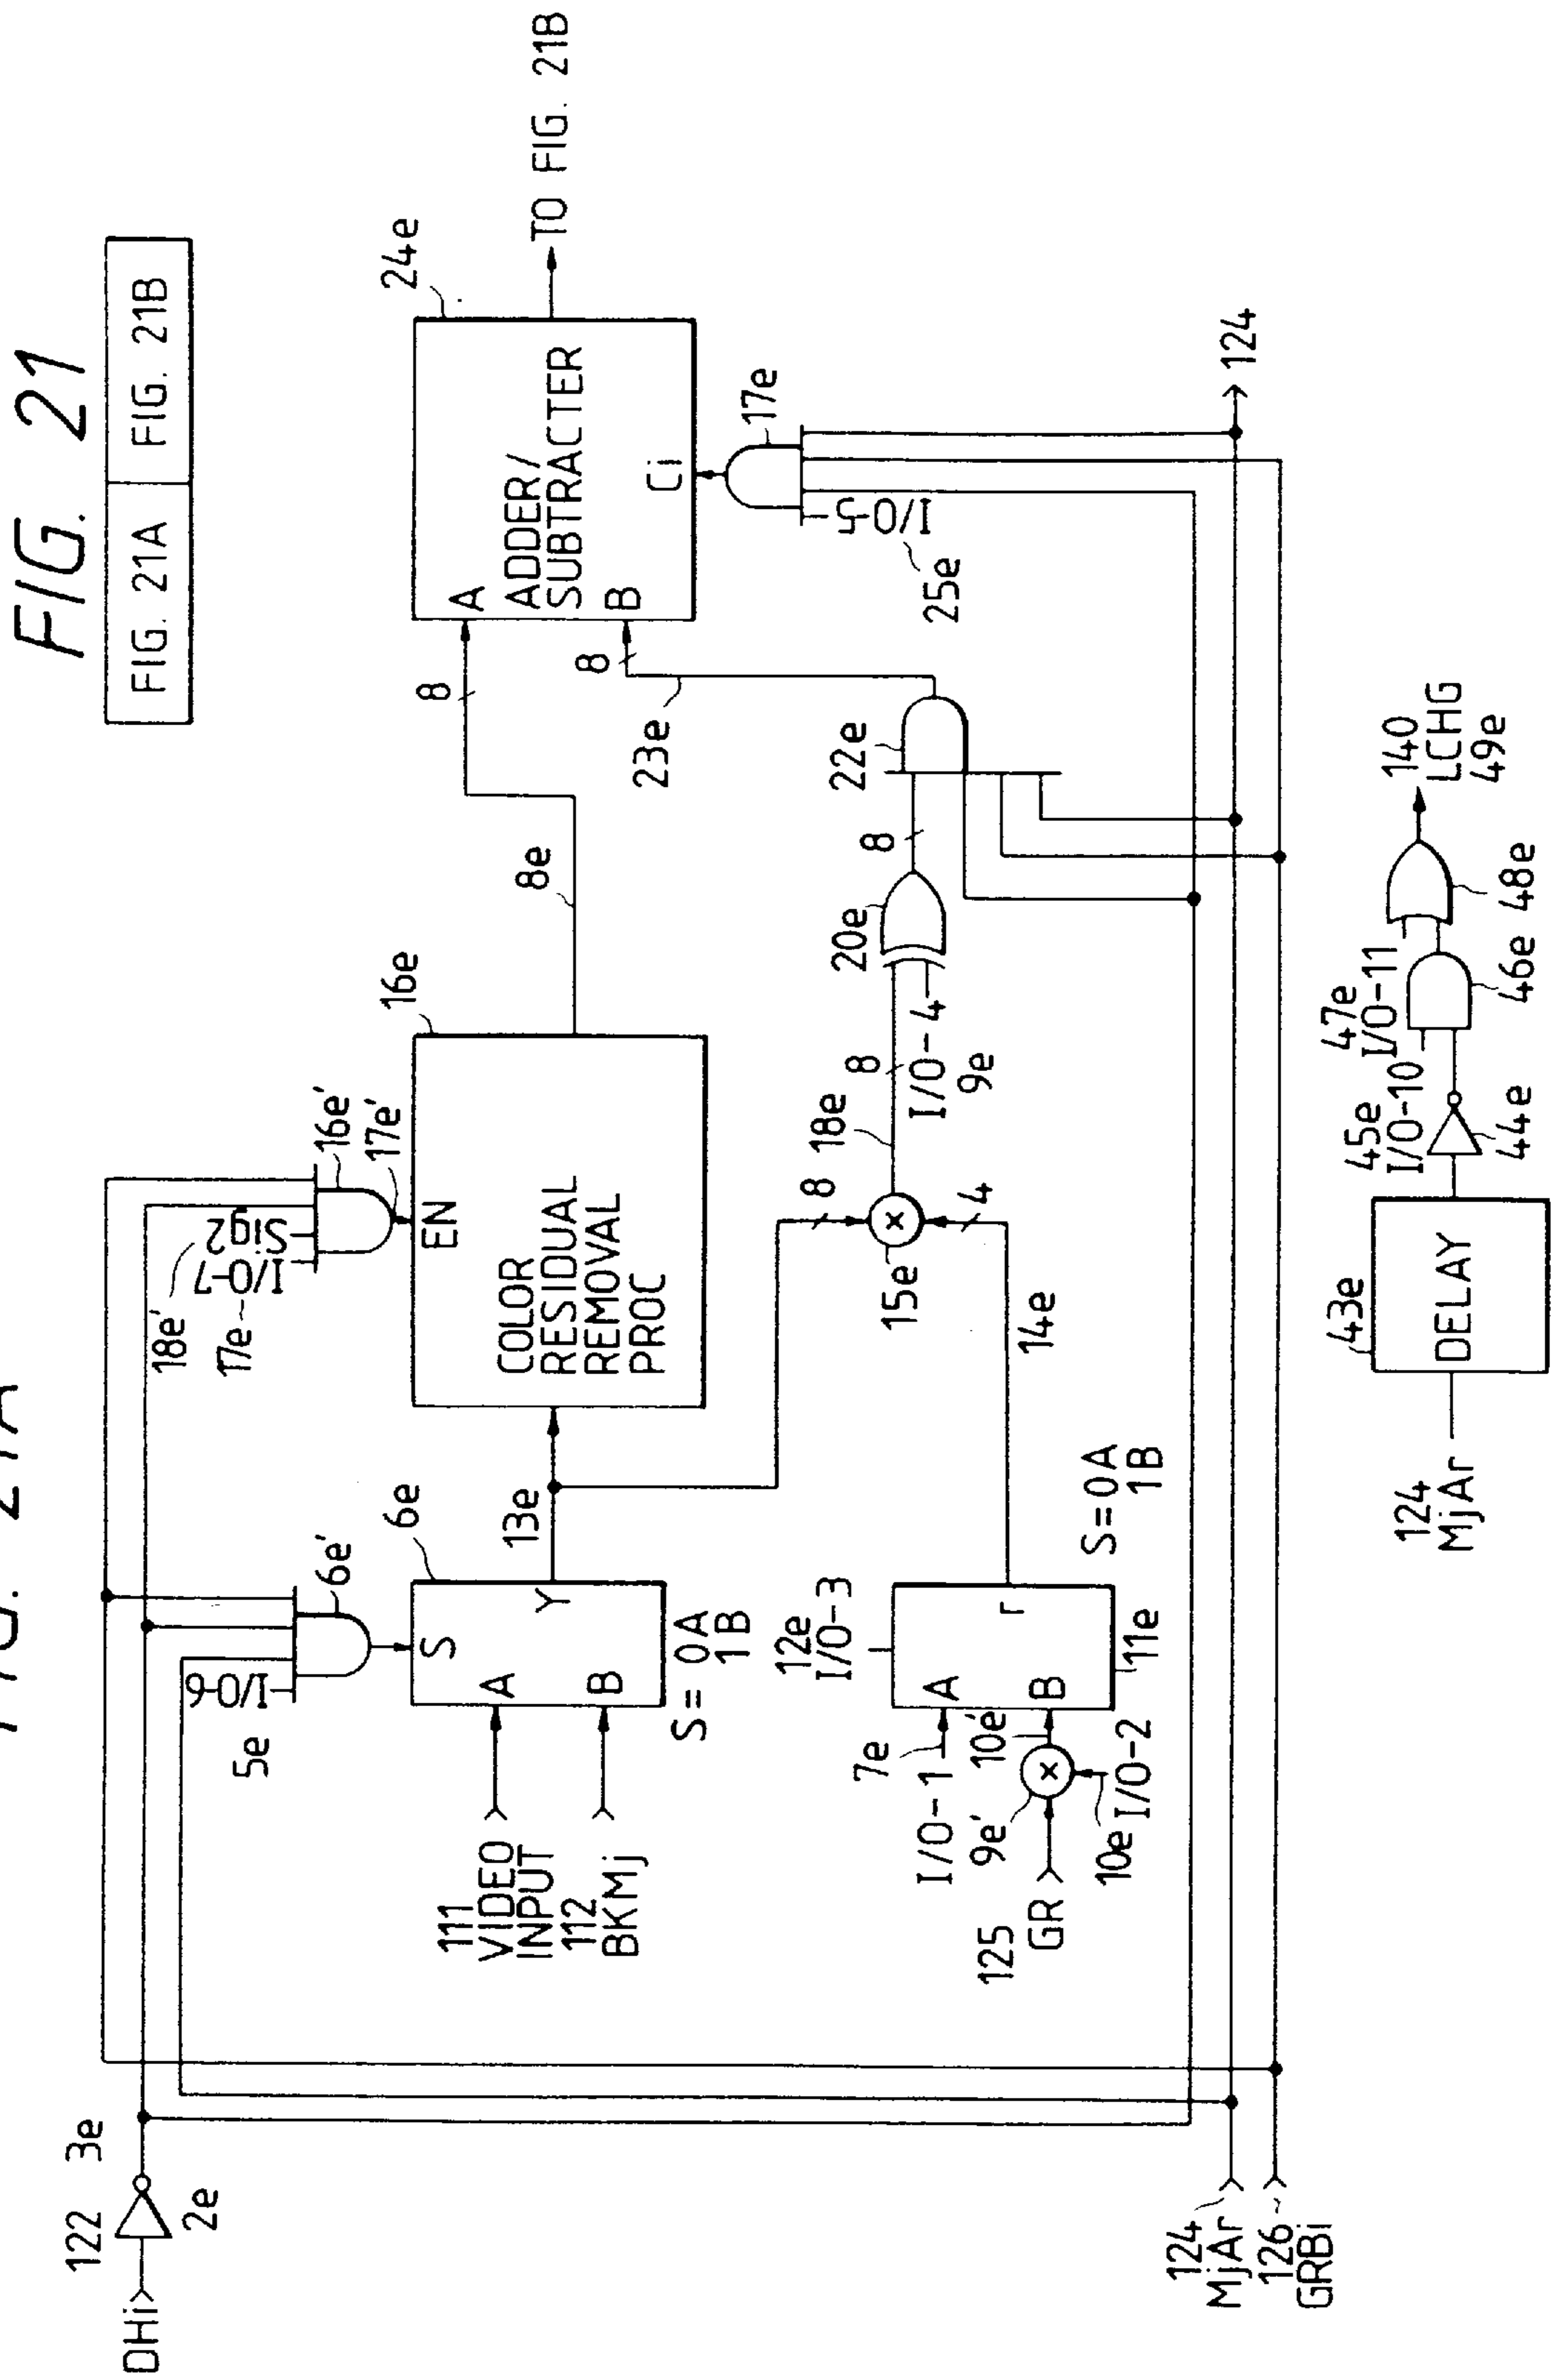 FIG. 21
FIG. 21A
FIG. 21B
FIG. 21A
DHi
122
3e
2e
I/O-6
5e
6e'
6e
S
A
B
Y
S= 0A
1B
111
VIDEO
INPUT
112
BKMj
13e
18e'
17e
I/O-7
Sig2
16e'
17e'
EN
16e
COLOR
RESIDUAL
REMOVAL
PROC
8e
8
A
ADDER/
SUBTRACTER
B
Ci
24e
TO FIG. 21B
8
23e
17e
I/O-5
25e
124
22e
8
20e
I/O-4
9e
8
18e
8
x
15e
4
14e
12e
I/O-3
A
B
r
11e
S=0A
1B
7e
I/O-1
10e'
9e'
x
10e
I/O-2
125
GR
124
MjAr
126
GRBi
124
MjAr
43e
DELAY
44e
45e
I/O-10
46e
47e
I/O-11
48e
140
LCHG
49e